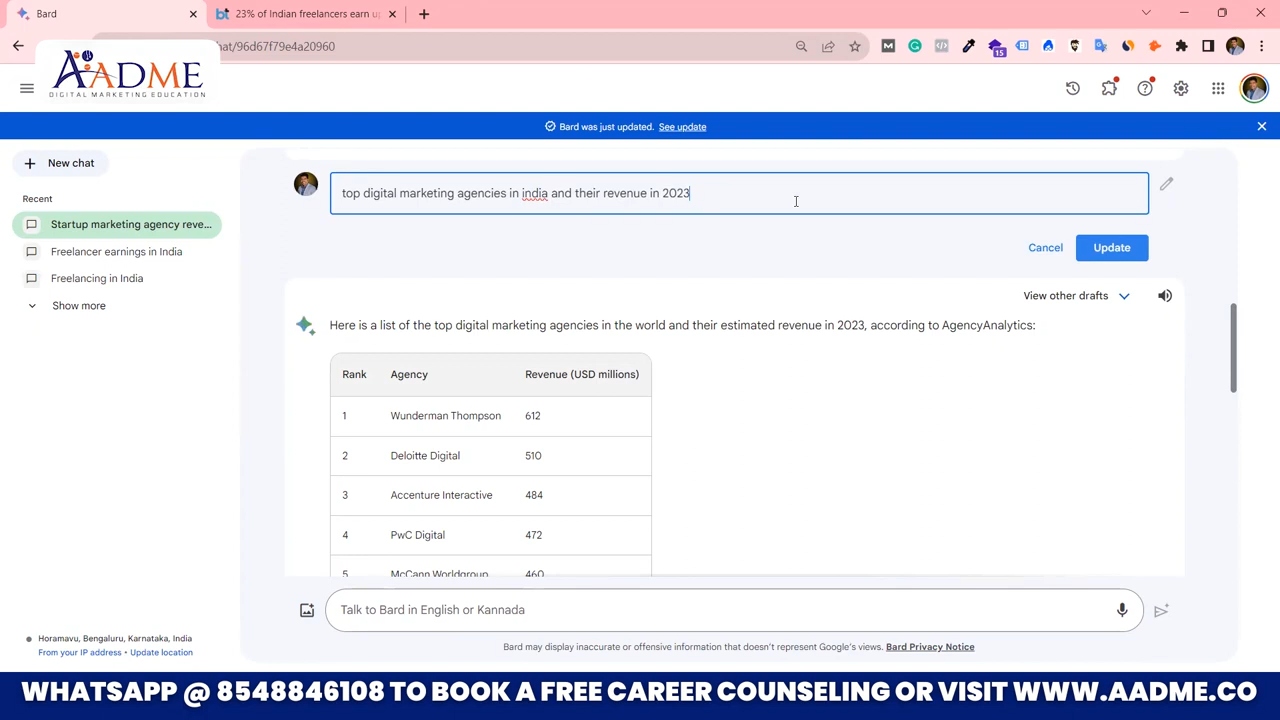 Bard
23% of Indian freelancers earn up
hat/96d67f79e4a20960
15
AADME
DIGITAL MARKETING EDUCATION
Bard was just updated. See update
New chat
Recent
Startup marketing agency reve...
Freelancer earnings in India
Freelancing in India
Show more
top digital marketing agencies in india and their revenue in 2023
Cancel
Update
View other drafts
Here is a list of the top digital marketing agencies in the world and their estimated revenue in 2023, according to AgencyAnalytics:
Rank Agency Revenue (USD millions)
1 Wunderman Thompson 612
2 Deloitte Digital 510
3 Accenture Interactive 484
4 PwC Digital 472
5 McCann Worldgroup 460
Talk to Bard in English or Kannada
Horamavu, Bengaluru, Karnataka, India
From your IP address • Update location
Bard may display inaccurate or offensive information that doesn't represent Google's views. Bard Privacy Notice
WHATSAPP @ 8548846108 TO BOOK A FREE CAREER COUNSELING OR VISIT WWW.AADME.CO